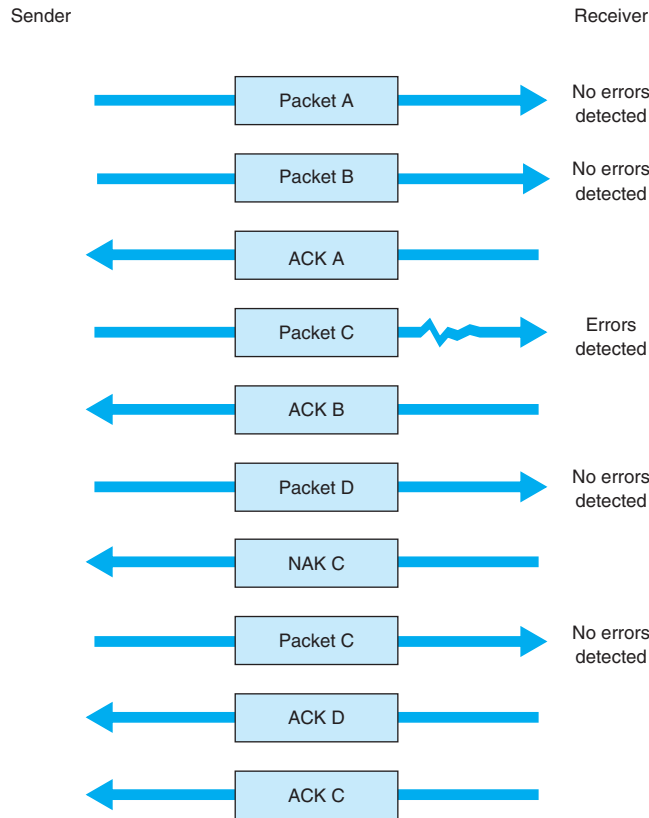 Sender
Receiver
Packet A
No errors
detected
Packet B
No errors
detected
ACK A
Packet C
Errors
detected
ACK B
Packet D
No errors
detected
NAK C
Packet C
No errors
detected
ACK D
ACK C